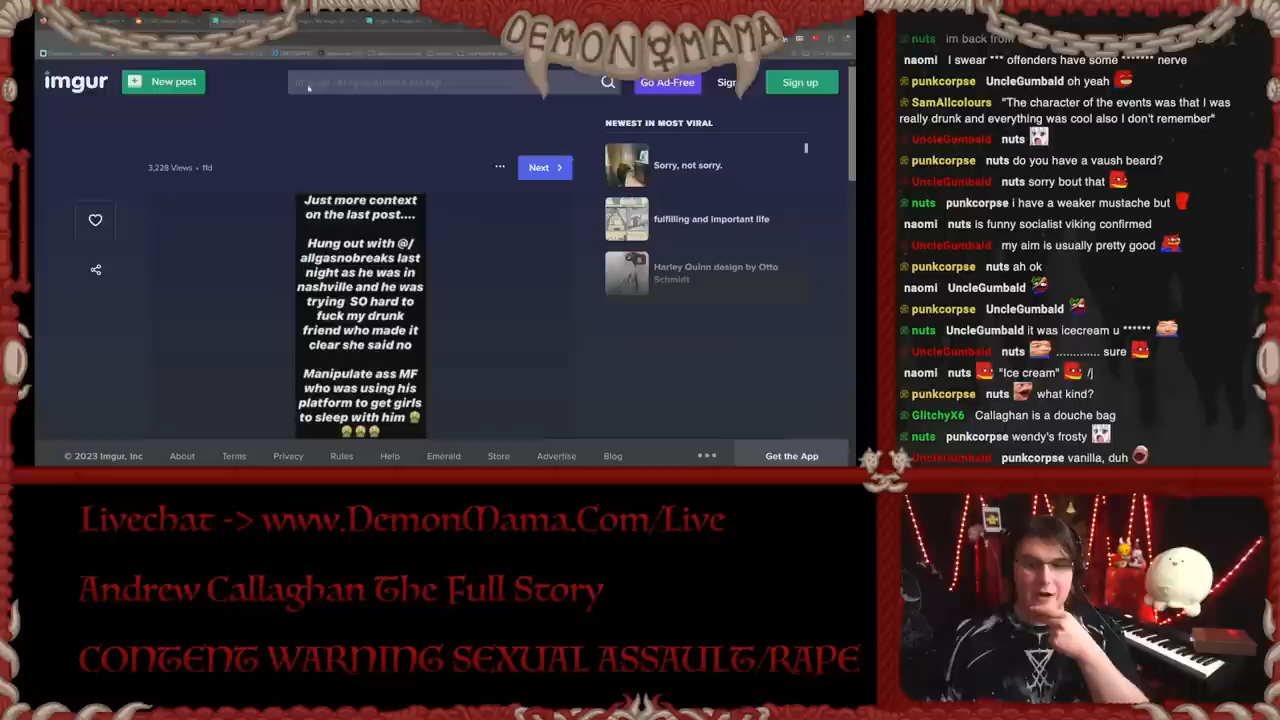 DEMON MAMA
imgur
New post
Go Ad-Free
Sign
Sign up
3,228 Views • 11d
Next
NEWEST IN MOST VIRAL
Sorry, not sorry.
fulfilling and important life
Harley Quinn design by Otto
Schmidt
Just more context
on the last post....
Hung out with @/
allgasnobreaks last
night as he was in
nashville and he was
trying SO hard to
fuck my drunk
friend who made it
clear she said no
Manipulate ass MF
who was using his
platform to get girls
to sleep with him
© 2023 Imgur, Inc
About
Terms
Privacy
Rules
Help
Emerald
Store
Advertise
Blog
Get the App
nuts im back from
naomi I swear *** offenders have some ******* nerve
punkcorpse UncleGumbald oh yeah
SamAllcolours "The character of the events was that I was
really drunk and everything was cool also I don't remember"
UncleGumbald nuts
punkcorpse nuts do you have a vaush beard?
UncleGumbald nuts sorry bout that
nuts punkcorpse i have a weaker mustache but
naomi nuts is funny socialist viking confirmed
UncleGumbald my aim is usually pretty good
punkcorpse nuts ah ok
naomi UncleGumbald
punkcorpse UncleGumbald
nuts UncleGumbald it was icecream u ******
UncleGumbald nuts ............. sure
naomi nuts "Ice cream" /j
punkcorpse nuts what kind?
GlitchyX6 Callaghan is a douche bag
nuts punkcorpse wendy's frosty
UncleGumbald punkcorpse vanilla, duh
Livechat -> www.DemonMama.Com/Live
Andrew Callaghan The Full Story
CONTENT WARNING SEXUAL ASSAULT/RAPE